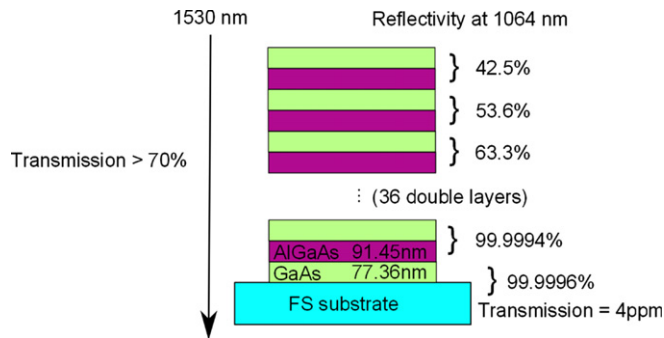 1530 nm
Reflectivity at 1064 nm
42.5%
53.6%
Transmission > 70%
63.3%
(36 double layers)
99.9994%
AlGaAs 91.45nm
GaAs 77.36nm
99.9996%
FS substrate
Transmission = 4ppm